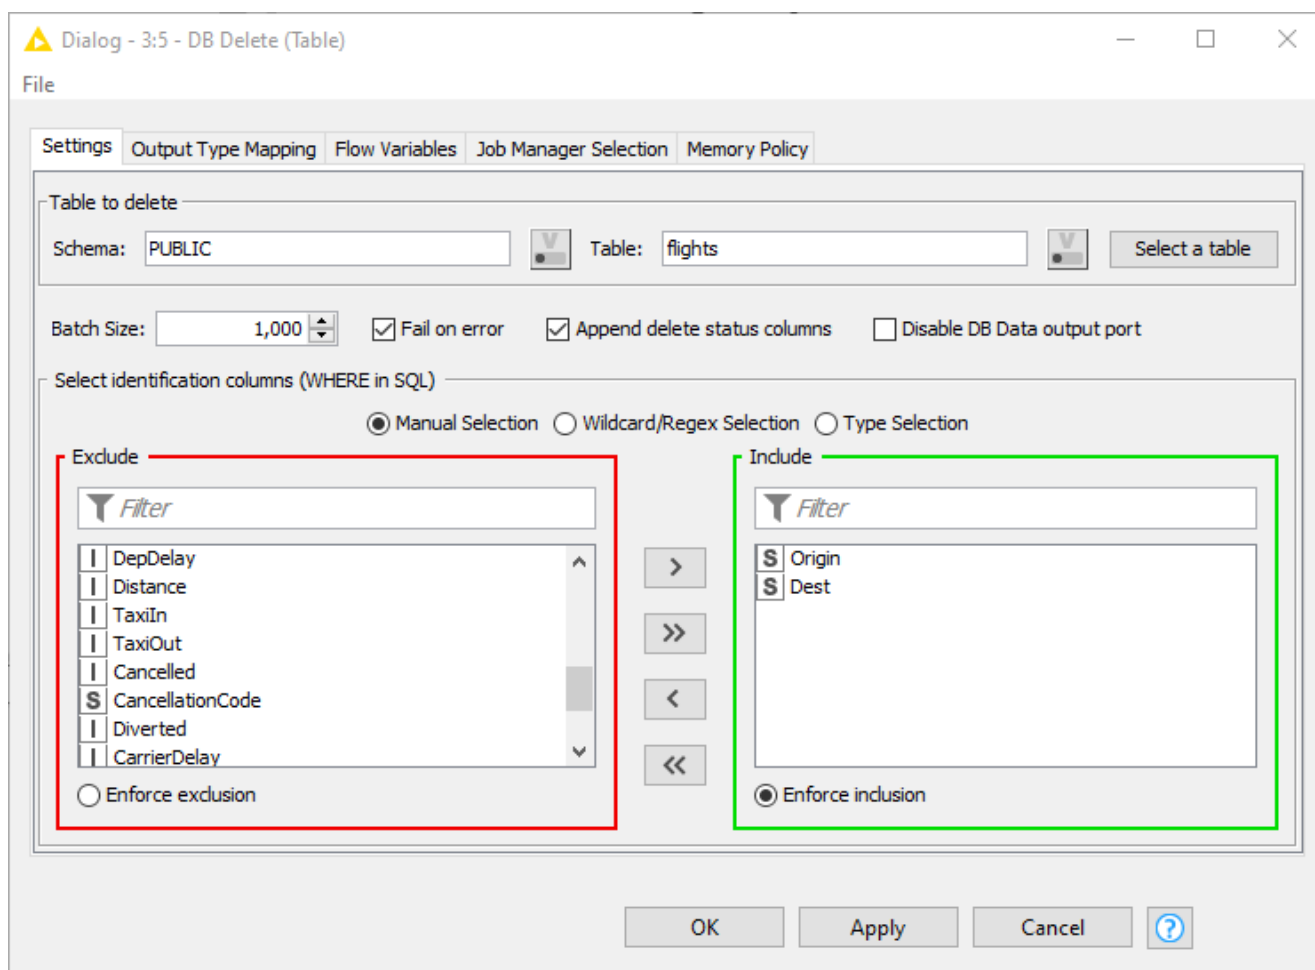 Dialog - 3:5 - DB Delete (Table)
File
Settings Output Type Mapping Flow Variables Job Manager Selection Memory Policy
Table to delete
Schema: PUBLIC V Table: flights V Select a table
Batch Size: 1,000 Fail on error Append delete status columns Disable DB Data output port
Select identification columns (WHERE in SQL)
Manual Selection Wildcard/Regex Selection Type Selection
Exclude Include
Filter Filter
I DepDelay S Origin
I Distance S Dest
I TaxiIn >
I TaxiOut >>
I Cancelled
S CancellationCode <
I Diverted
I CarrierDelay <<
Enforce exclusion Enforce inclusion
OK Apply Cancel ?